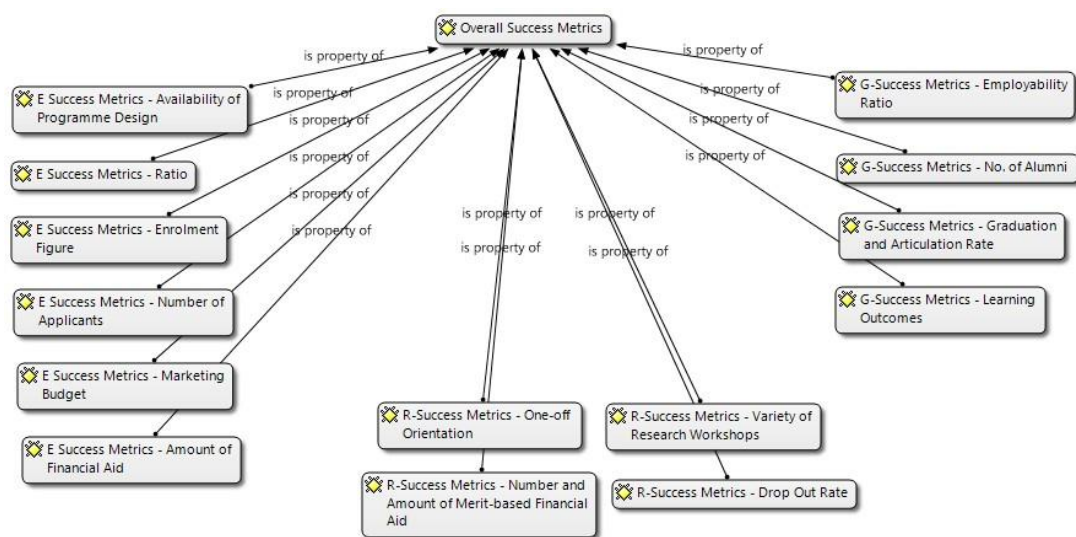 Overall Success Metrics
is property of
is property of
is property of
is property of
is property of
is property of
is property of
is property of
is property of
is property of
is property of
is property of
is property of
is property of
E Success Metrics - Availability of
Programme Design
E Success Metrics - Ratio
E Success Metrics - Enrolment
Figure
E Success Metrics - Number of
Applicants
E Success Metrics - Marketing
Budget
E Success Metrics - Amount of
Financial Aid
R-Success Metrics - One-off
Orientation
R-Success Metrics - Number and
Amount of Merit-based Financial
Aid
R-Success Metrics - Variety of
Research Workshops
R-Success Metrics - Drop Out Rate
G-Success Metrics - Employability
Ratio
G-Success Metrics - No. of Alumni
G-Success Metrics - Graduation
and Articulation Rate
G-Success Metrics - Learning
Outcomes